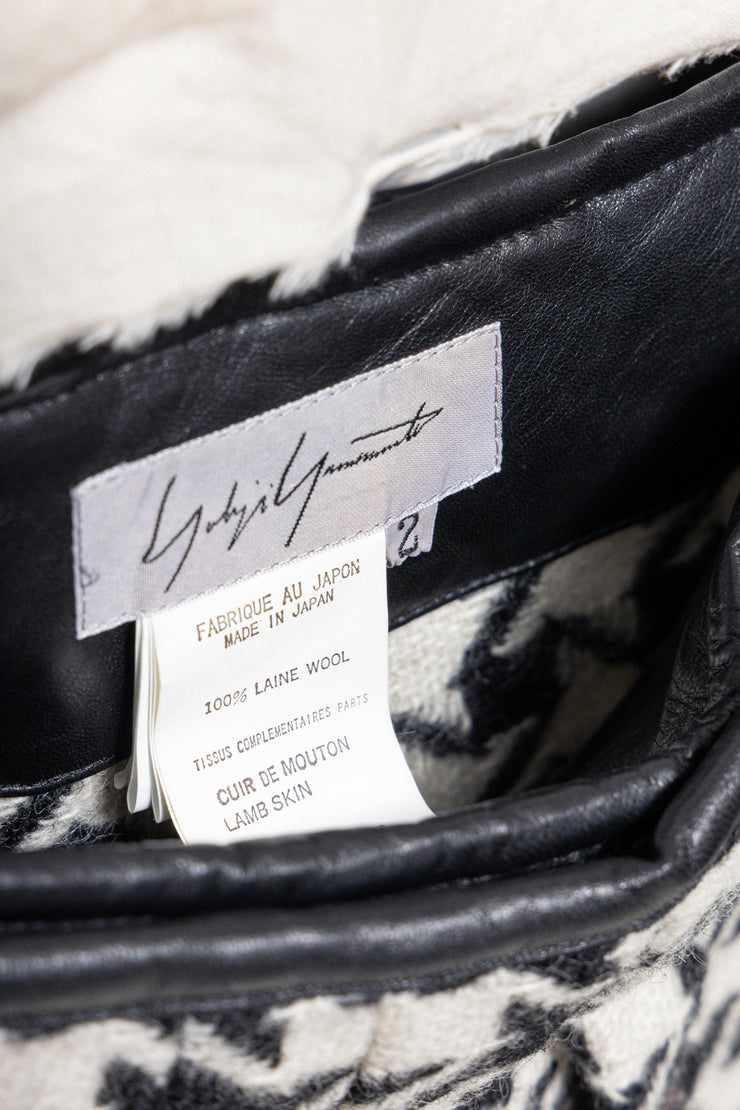 Yohji Yamamoto
2
FABRIQUE AU JAPON
MADE IN JAPAN
100% LAINE WOOL
TISSUS COMPLEMENTAIRES PARTS
CUIR DE MOUTON
LAMB SKIN